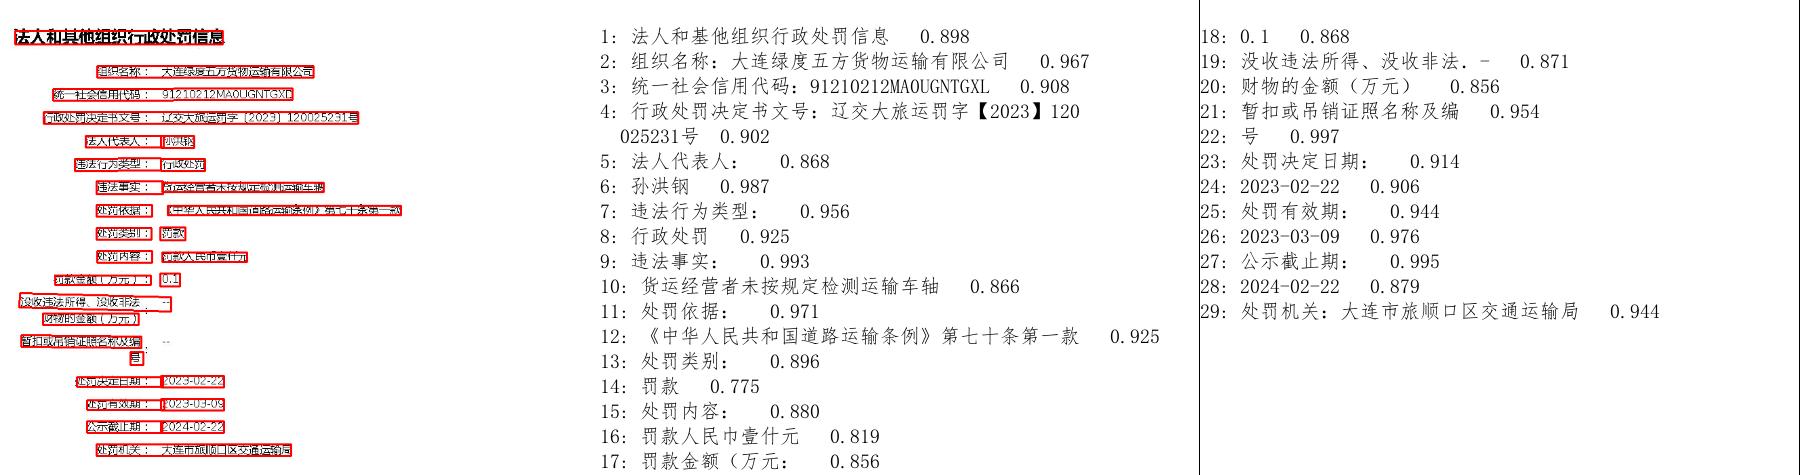 法人和其他组织行政处罚信息
组织名称： 大连绿度五方货物运输有限公司
统一社会信用代码： 91210212MA0UGNTGXD
行政处罚决定书文号： 辽交大旅运罚字〔2023〕120025231号
法人代表人： 孙洪钢
违法行为类型： 行政处罚
违法事实： 货运经营者未按规定检测运输车辆
处罚依据： 《中华人民共和国道路运输条例》第七十条第一款
处罚类别： 罚款
处罚内容： 罚款人民币壹仟元
罚款金额（万元）： 0.1
没收违法所得、没收非法 --
财物的金额（万元）：
暂扣或吊销证照名称及编 --
号：
处罚决定日期： 2023-02-22
处罚有效期： 2023-03-09
公示截止期： 2024-02-22
处罚机关： 大连市旅顺口区交通运输局
1: 法人和基他组织行政处罚信息 0.898
2: 组织名称: 大连绿度五方货物运输有限公司 0.967
3: 统一社会信用代码: 91210212MA0UGNTGXL 0.908
4: 行政处罚决定书文号: 辽交大旅运罚字【2023】120
025231号 0.902
5: 法人代表人: 0.868
6: 孙洪钢 0.987
7: 违法行为类型: 0.956
8: 行政处罚 0.925
9: 违法事实: 0.993
10: 货运经营者未按规定检测运输车轴 0.866
11: 处罚依据: 0.971
12: 《中华人民共和国道路运输条例》第七十条第一款 0.925
13: 处罚类别: 0.896
14: 罚款 0.775
15: 处罚内容: 0.880
16: 罚款人民巾壹什元 0.819
17: 罚款金额（万元: 0.856
18: 0.1 0.868
19: 没收违法所得、没收非法. - 0.871
20: 财物的金额（万元） 0.856
21: 暂扣或吊销证照名称及编 0.954
22: 号 0.997
23: 处罚决定日期: 0.914
24: 2023-02-22 0.906
25: 处罚有效期: 0.944
26: 2023-03-09 0.976
27: 公示截止期: 0.995
28: 2024-02-22 0.879
29: 处罚机关: 大连市旅顺口区交通运输局 0.944